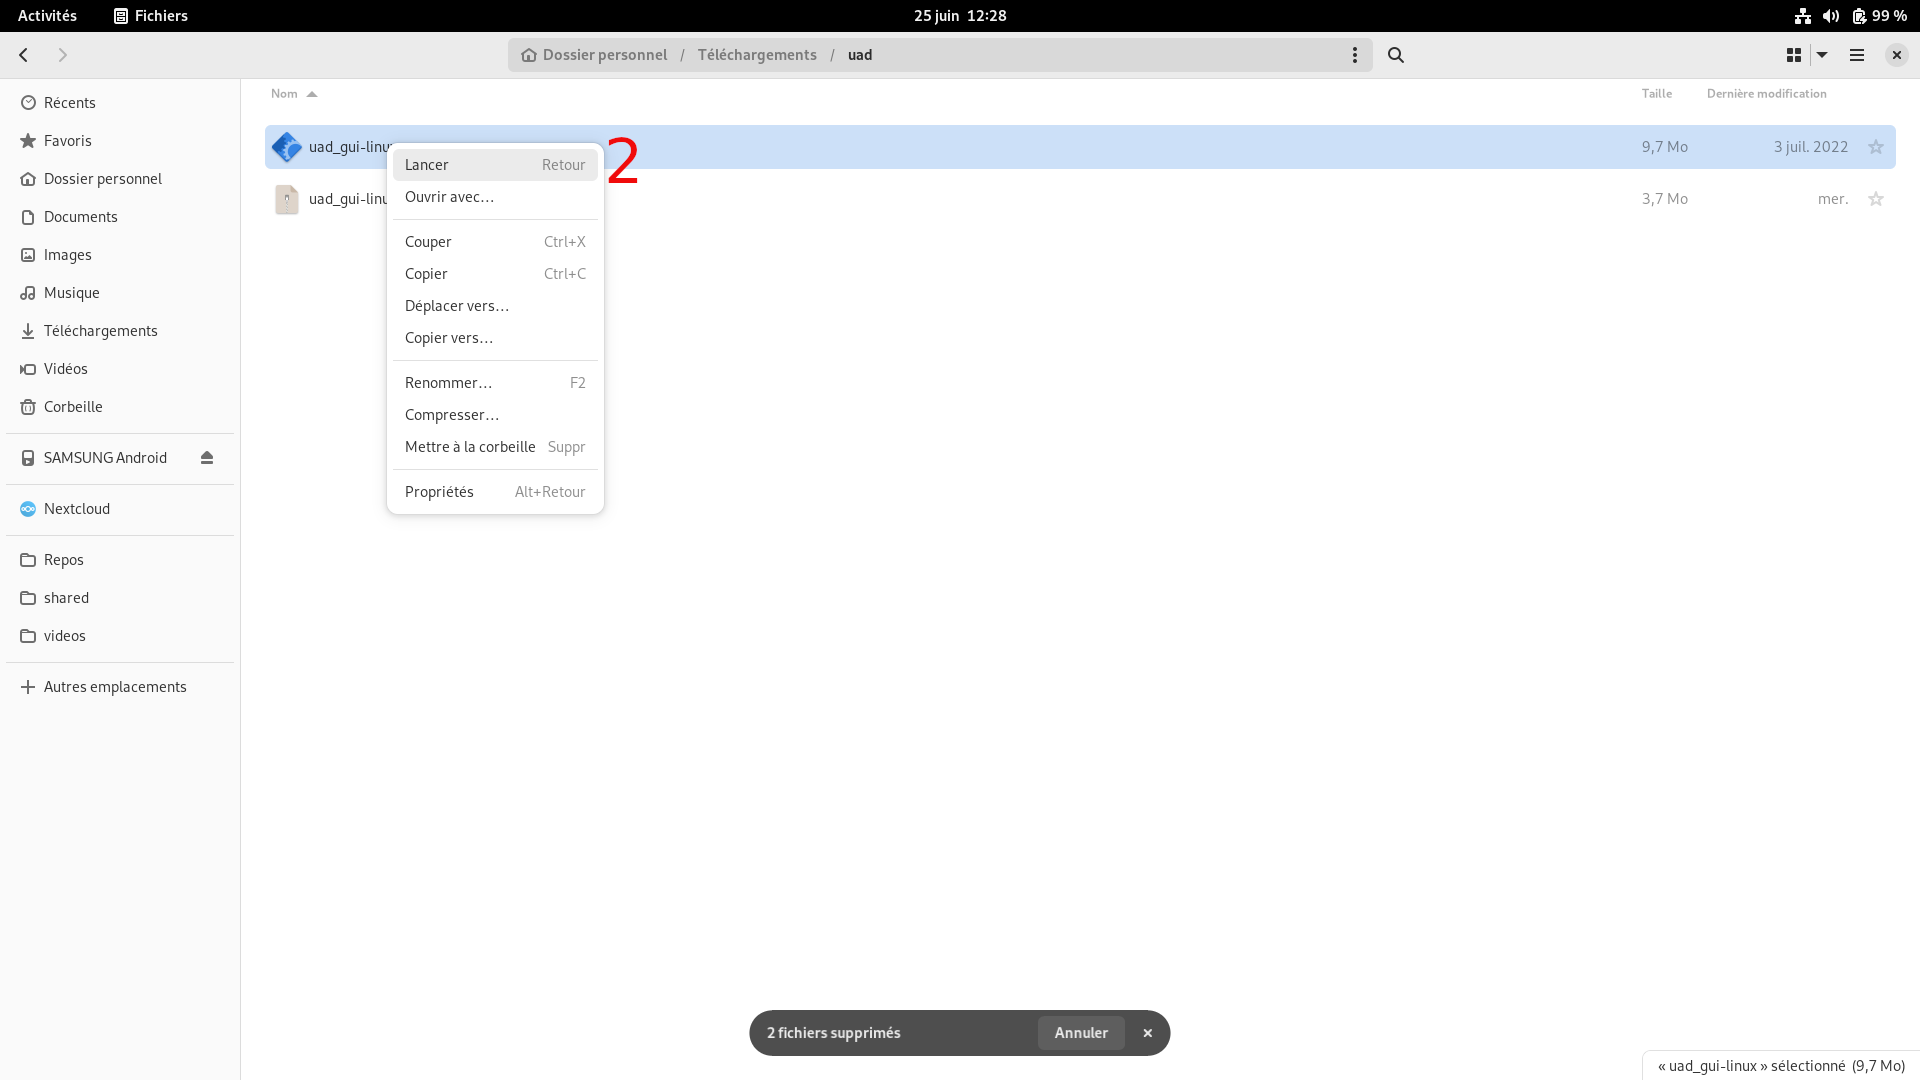 Activités Fichiers 25 juin 12:28 99 %
Dossier personnel / Téléchargements / uad
Récents
Favoris
Dossier personnel
Documents
Images
Musique
Téléchargements
Vidéos
Corbeille
SAMSUNG Android
Nextcloud
Repos
shared
videos
Autres emplacements
Nom Taille Dernière modification
uad_gui-linu 9,7 Mo 3 juil. 2022
uad_gui-linu 3,7 Mo mer.
Lancer Retour
2
Ouvrir avec…
Couper Ctrl+X
Copier Ctrl+C
Déplacer vers…
Copier vers…
Renommer… F2
Compresser…
Mettre à la corbeille Suppr
Propriétés Alt+Retour
2 fichiers supprimés Annuler
« uad_gui-linux » sélectionné (9,7 Mo)